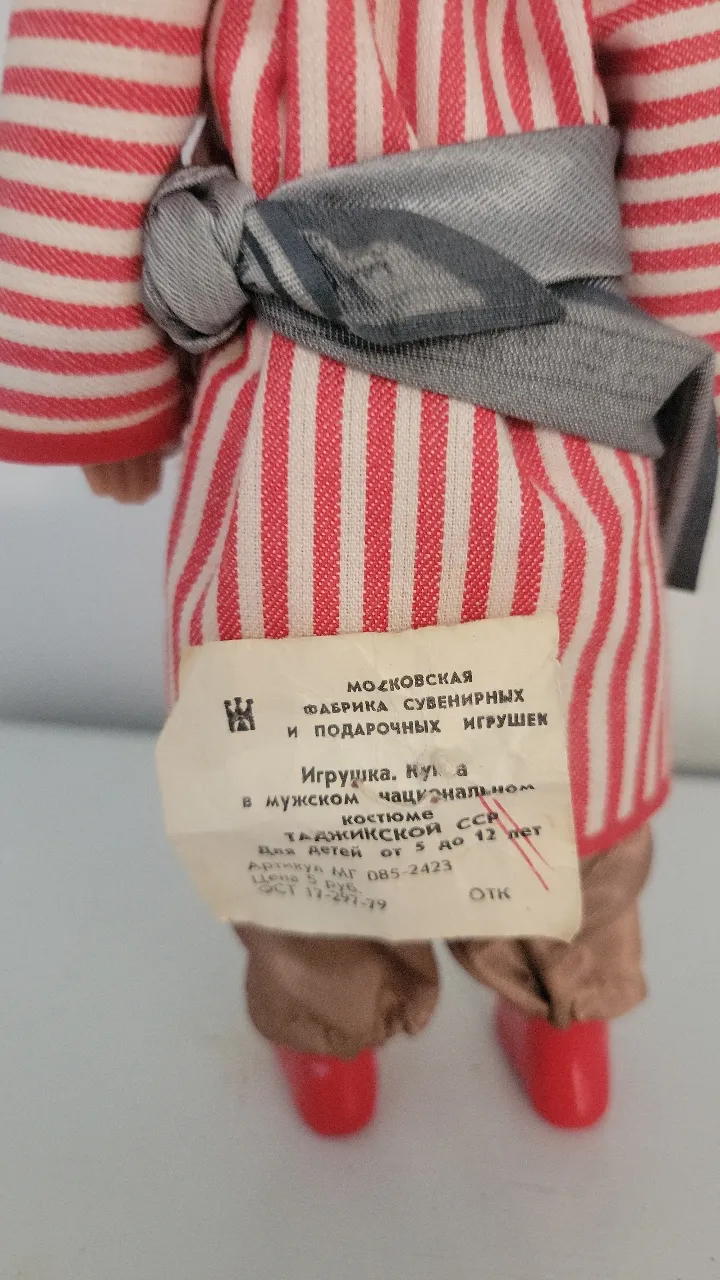 МОСКОВСКАЯ
ФАБРИКА СУВЕНИРНЫХ
И ПОДАРОЧНЫХ ИГРУШЕК
Игрушка.
в мужском национальном
костюме
ТАДЖИКСКОЙ ССР
Для детей от 5 до 12 лет
Артикул МГ 085-2423
Цена 5 Руб.
ОСТ 17-297-79
ОТК